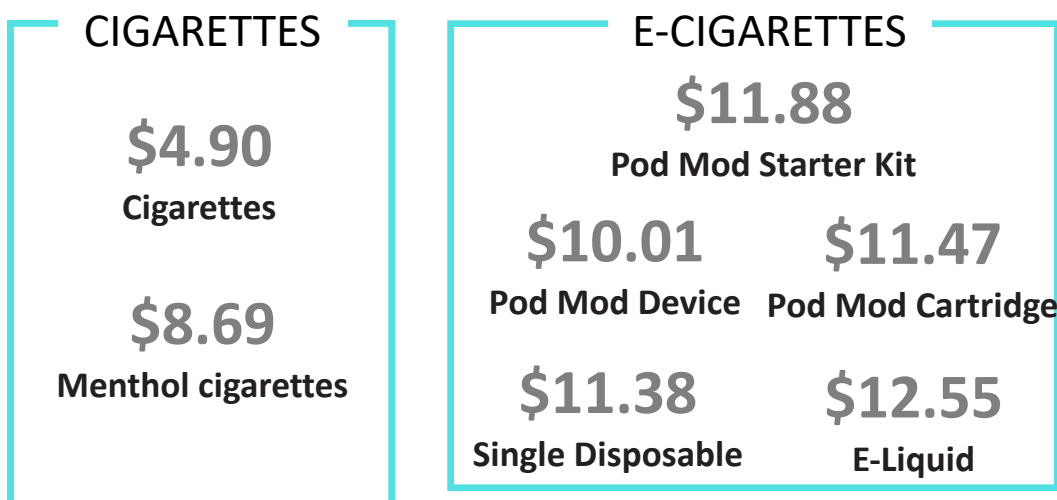 CIGARETTES
$4.90
Cigarettes
$8.69
Menthol cigarettes
E-CIGARETTES
$11.88
Pod Mod Starter Kit
$10.01
Pod Mod Device
$11.47
Pod Mod Cartridge
$11.38
Single Disposable
$12.55
E-Liquid